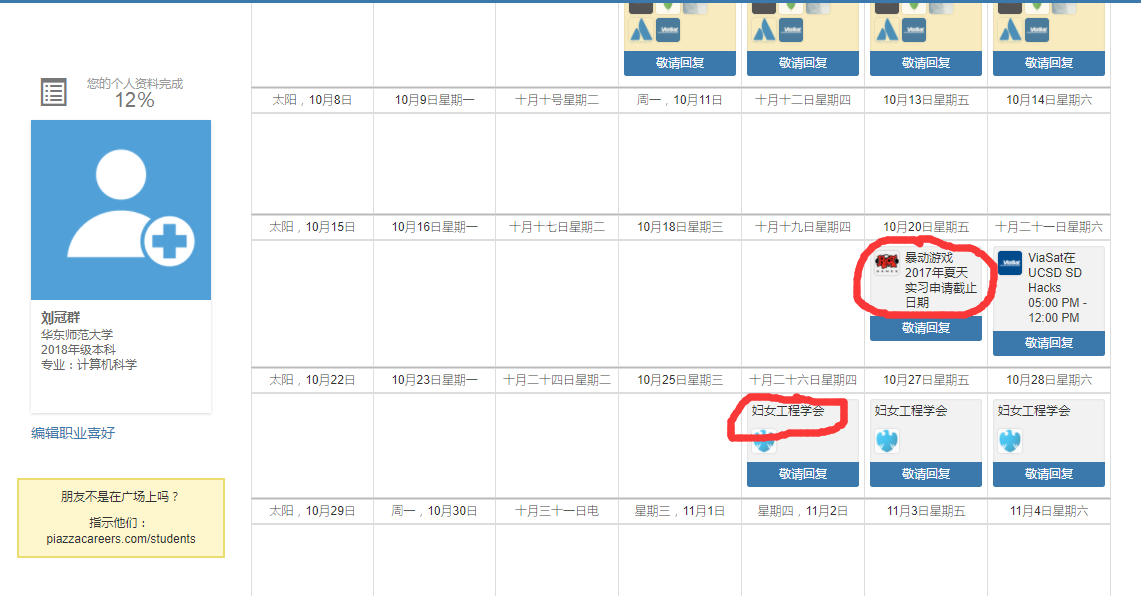 敬请回复 敬请回复 敬请回复 敬请回复
您的个人资料完成
12%
太阳，10月8日 10月9日星期一 十月十号星期二 周一，10月11日 十月十二日星期四 10月13日星期五 10月14日星期六
太阳，10月15日 10月16日星期一 十月十七日星期二 10月18日星期三 十月十九日星期四 10月20日星期五 十月二十一日星期六
暴动游戏
2017年夏天
实习申请截止
日期
敬请回复
ViaSat在
UCSD SD
Hacks
05:00 PM -
12:00 PM
敬请回复
刘冠群
华东师范大学
2018年级本科
专业：计算机科学
编辑职业喜好
太阳，10月22日 10月23日星期一 十月二十四日星期二 10月25日星期三 十月二十六日星期四 10月27日星期五 10月28日星期六
妇女工程学会 妇女工程学会 妇女工程学会
敬请回复 敬请回复 敬请回复
朋友不是在广场上吗？
指示他们：
piazzacareers.com/students
太阳，10月29日 周一，10月30日 十月三十一日电 星期三，11月1日 星期四，11月2日 11月3日星期五 11月4日星期六